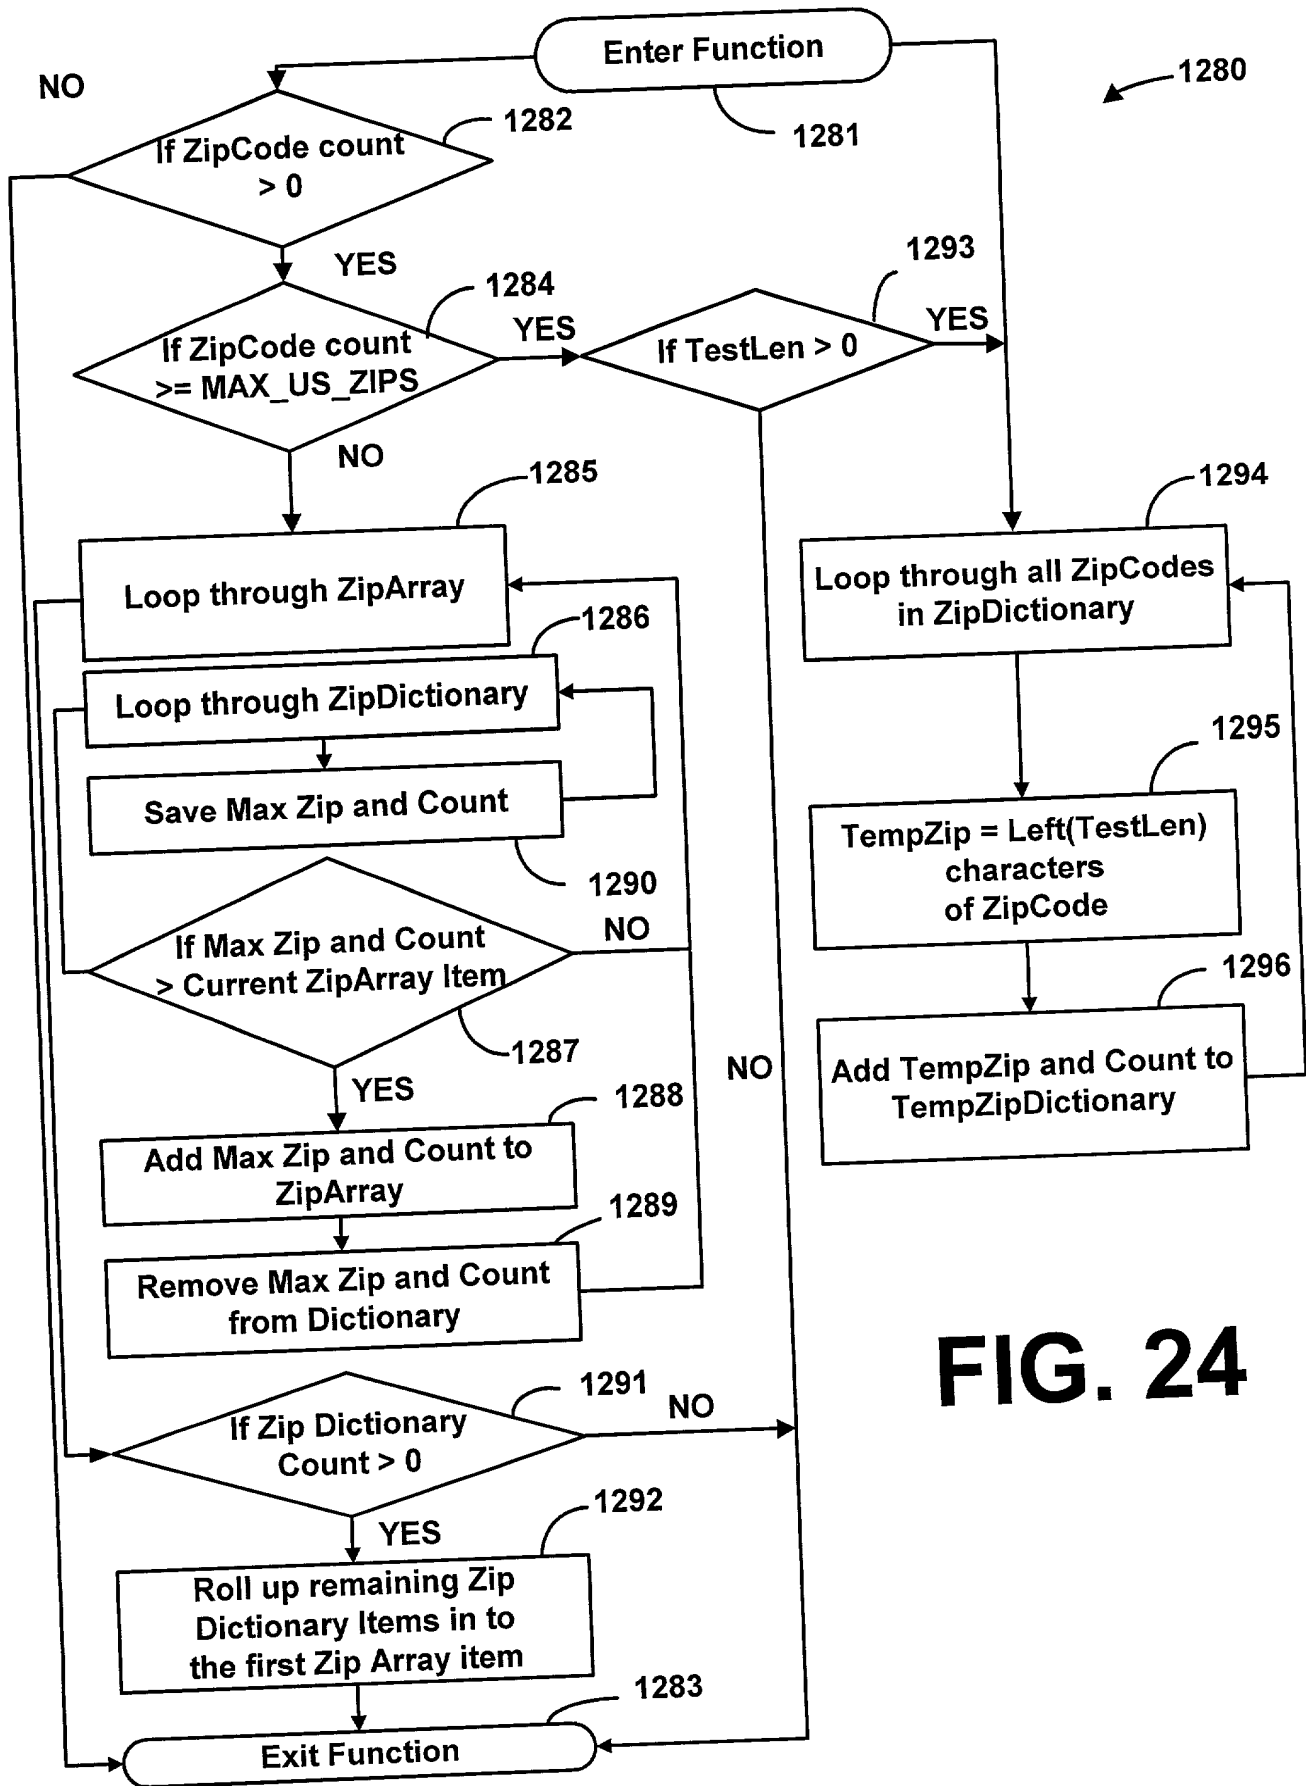 Enter Function
1280
1281
NO
If ZipCode count
> 0
1282
YES
If ZipCode count
>= MAX_US_ZIPS
1284
YES
If TestLen > 0
1293
YES
NO
1285
Loop through ZipArray
1286
Loop through ZipDictionary
Save Max Zip and Count
1290
If Max Zip and Count
> Current ZipArray Item
NO
1287
YES
1288
Add Max Zip and Count to
ZipArray
1289
Remove Max Zip and Count
from Dictionary
1291
If Zip Dictionary
Count > 0
NO
YES
1292
Roll up remaining Zip
Dictionary Items in to
the first Zip Array item
1283
Exit Function
NO
1294
Loop through all ZipCodes
in ZipDictionary
1295
TempZip = Left(TestLen)
characters
of ZipCode
1296
Add TempZip and Count to
TempZipDictionary
FIG. 24